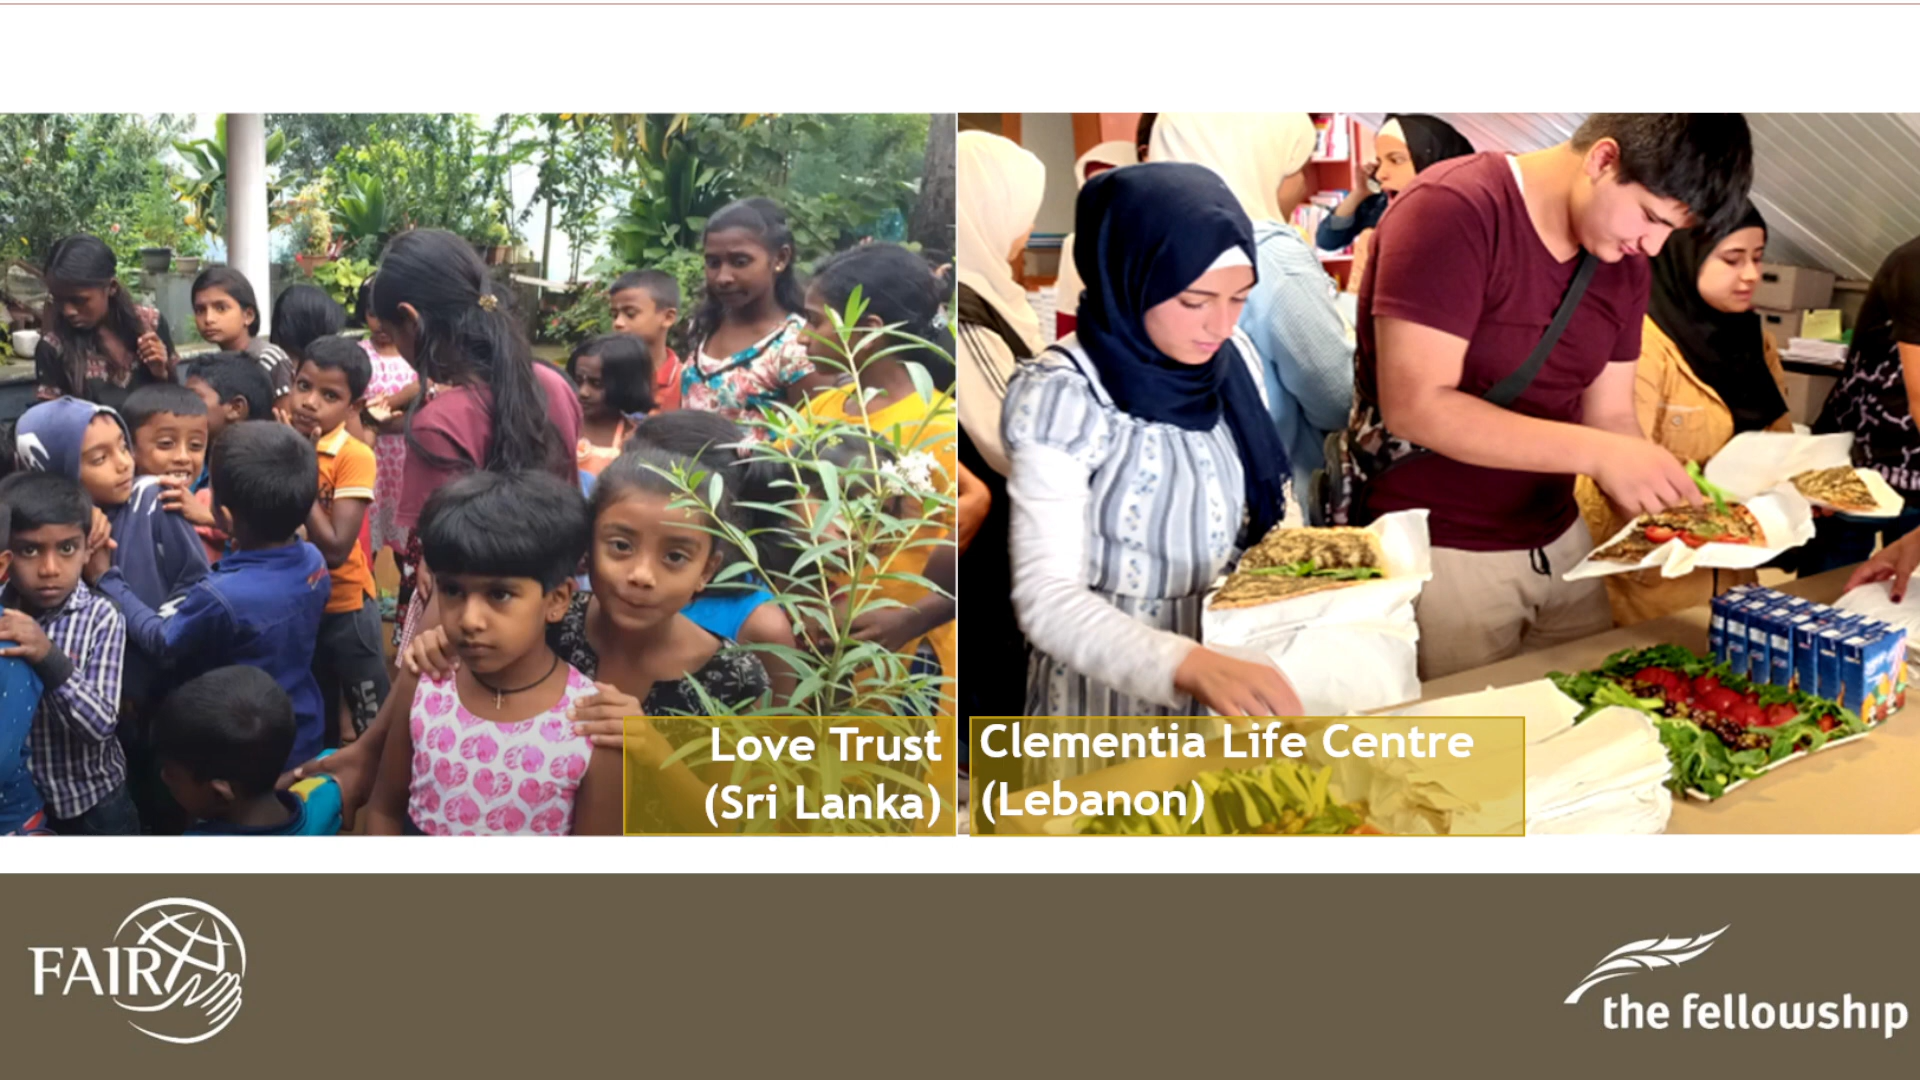 Love Trust
(Sri Lanka)
Clementia Life Centre
(Lebanon)
FAIR
the fellowship